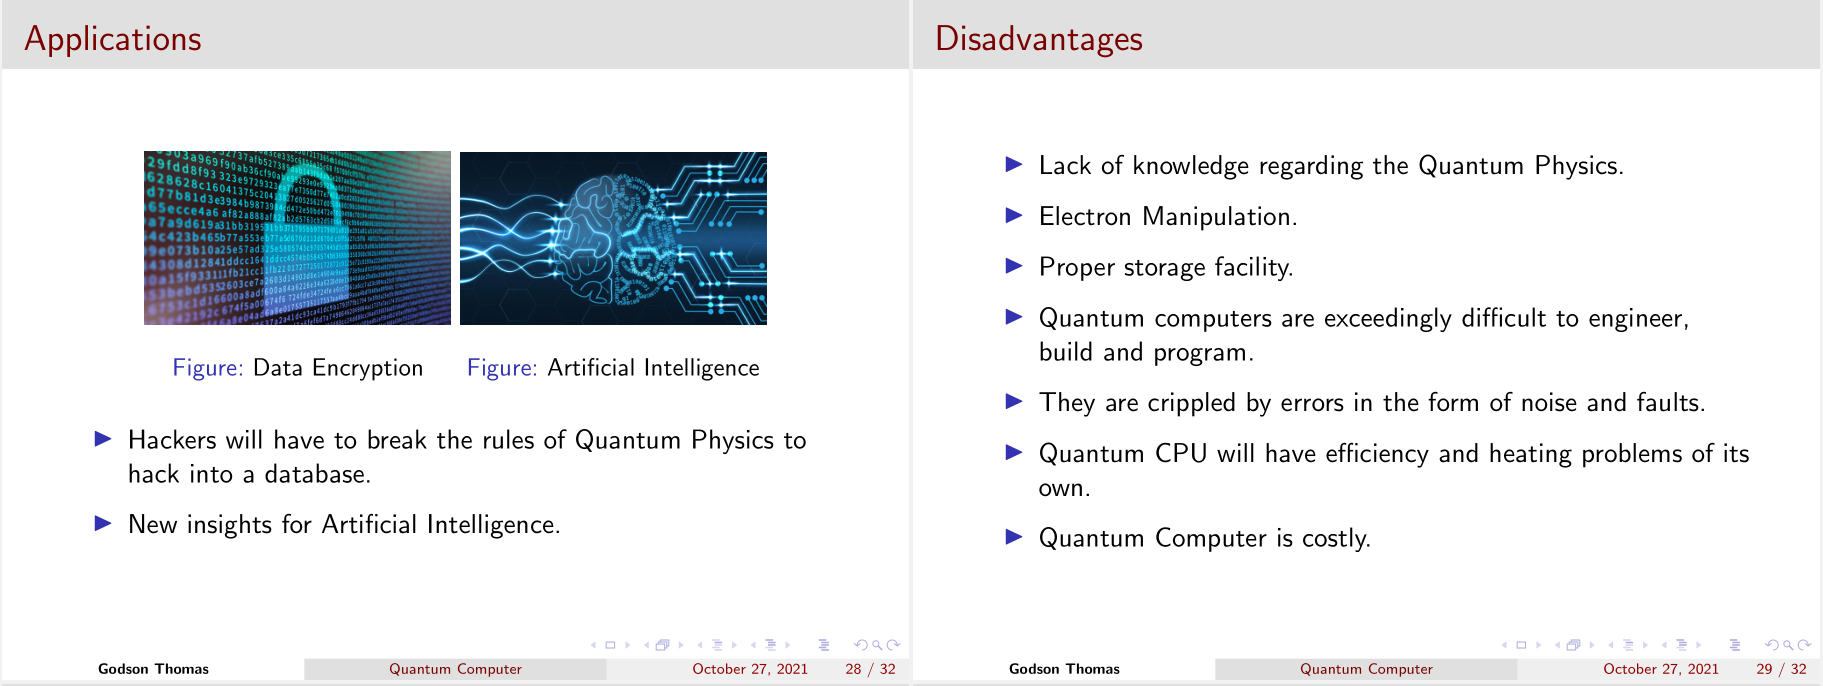 Applications
Figure: Data Encryption
Figure: Artificial Intelligence
Hackers will have to break the rules of Quantum Physics to
hack into a database.
New insights for Artificial Intelligence.
Godson Thomas
Quantum Computer
October 27, 2021
28 / 32
Disadvantages
Lack of knowledge regarding the Quantum Physics.
Electron Manipulation.
Proper storage facility.
Quantum computers are exceedingly difficult to engineer,
build and program.
They are crippled by errors in the form of noise and faults.
Quantum CPU will have efficiency and heating problems of its
own.
Quantum Computer is costly.
Godson Thomas
Quantum Computer
October 27, 2021
29 / 32